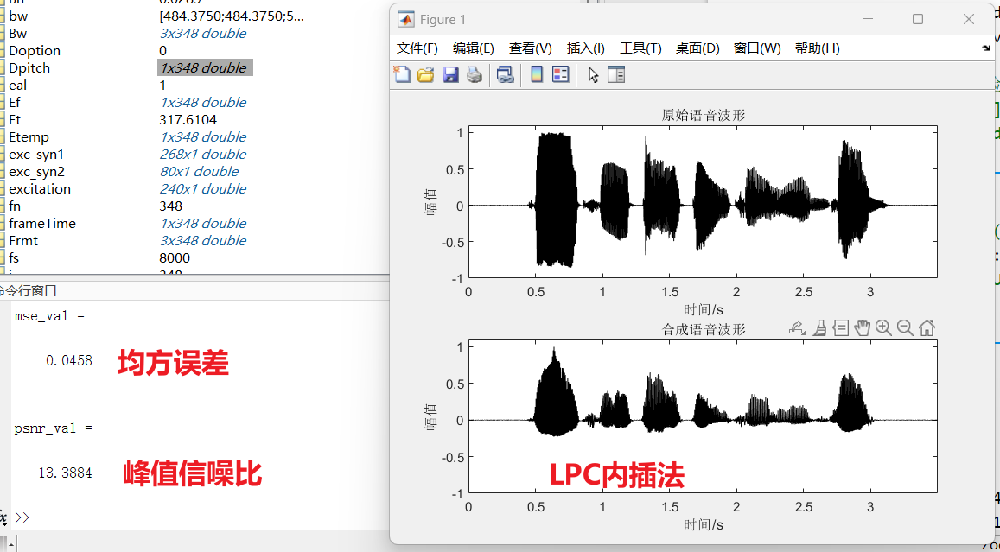 bw [484.3750;484.3750;5...
Bw 3x348 double
Doption 0
Dpitch 1x348 double
eal 1
Ef 1x348 double
Et 317.6104
Etemp 1x348 double
exc_syn1 268x1 double
exc_syn2 80x1 double
excitation 240x1 double
fn 348
frameTime 1x348 double
Frmt 3x348 double
fs 8000
命令行窗口
mse_val =
0.0458 均方误差
psnr_val =
13.3884 峰值信噪比
fx >>
Figure 1
文件(F) 编辑(E) 查看(V) 插入(I) 工具(T) 桌面(D) 窗口(W) 帮助(H)
原始语音波形
1
0.5
0
-0.5
-1
幅值
0 0.5 1 1.5 2 2.5 3
时间/s
合成语音波形
1
0.5
0
-0.5
-1
幅值
LPC内插法
0 0.5 1 1.5 2 2.5 3
时间/s